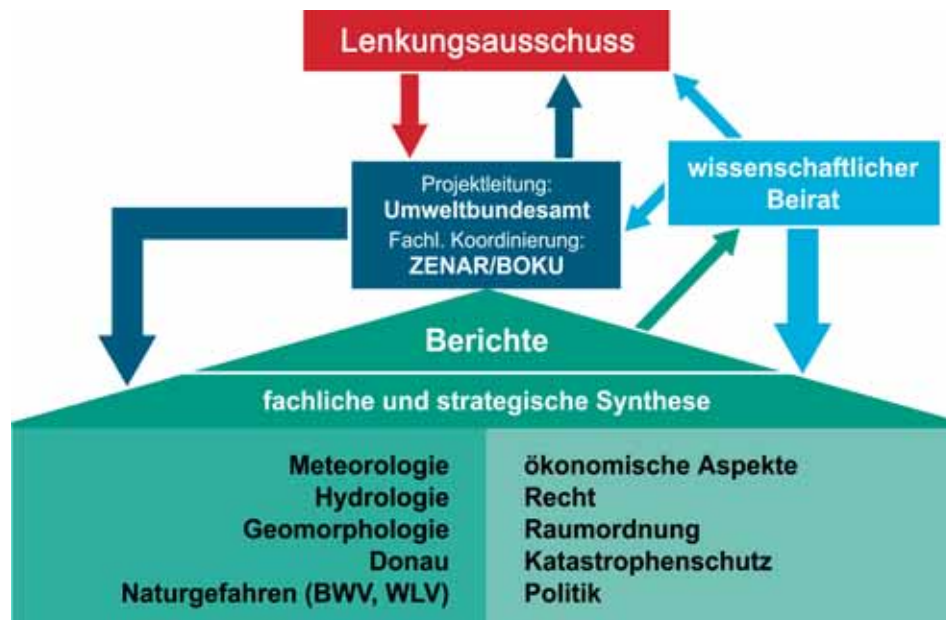 Lenkungsausschuss
Projektleitung:
Umweltbundesamt
Fachl. Koordinierung:
ZENAR/BOKU
wissenschaftlicher
Beirat
Berichte
fachliche und strategische Synthese
Meteorologie
Hydrologie
Geomorphologie
Donau
Naturgefahren (BWV, WLV)
ökonomische Aspekte
Recht
Raumordnung
Katastrophenschutz
Politik